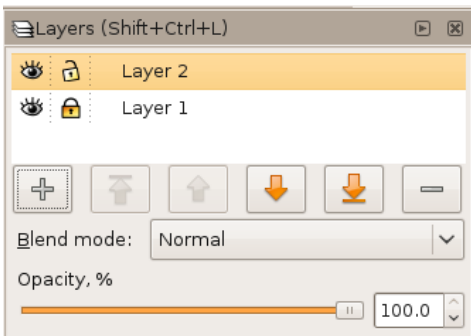 Layers (Shift+Ctrl+L)
Layer 2
Layer 1
Blend mode: Normal
Opacity, %
100.0